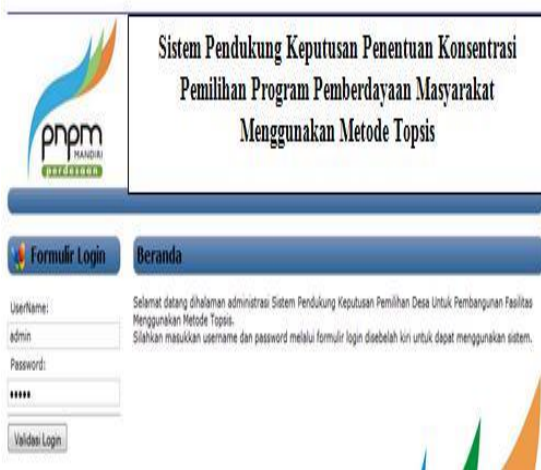 pnpm
MANDIRI
perdesaan
Sistem Pendukung Keputusan Penentuan Konsentrasi
Pemilihan Program Pemberdayaan Masyarakat
Menggunakan Metode Topsis
Formulir Login
UserName:
admin
Password:
•••••
Validasi Login
Beranda
Selamat datang dihalaman administrasi Sistem Pendukung Keputusan Pemilihan Desa Untuk Pembangunan Fasilitas
Menggunakan Metode Topsis.
Silahkan masukkan username dan password melalui formulir login disebelah kiri untuk dapat menggunakan sistem.